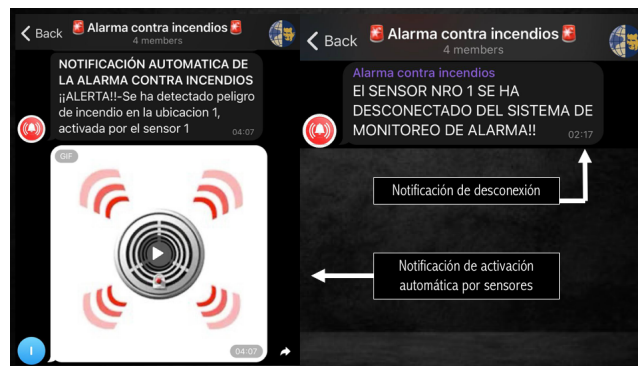 Back
🚨Alarma contra incendios🚨
4 members
NOTIFICACIÓN AUTOMATICA DE
LA ALARMA CONTRA INCENDIOS
¡¡ALERTA!!-Se ha detectado peligro
de incendio en la ubicacion 1,
activada por el sensor 1
04:07
GIF
04:07
I
Back
🚨Alarma contra incendios🚨
4 members
Alarma contra incendios
El SENSOR NRO 1 SE HA
DESCONECTADO DEL SISTEMA DE
MONITOREO DE ALARMA!!
02:17
Notificación de desconexión
Notificación de activación
automática por sensores